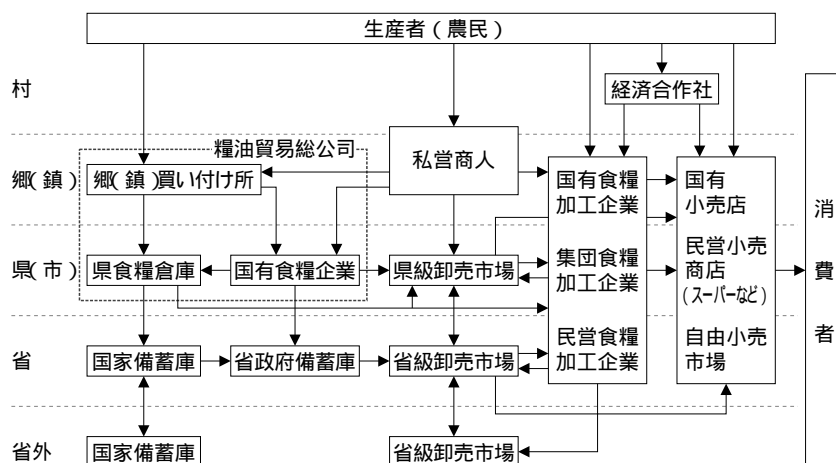 生産者（農民）
村
経済合作社
糧油貿易総公司
私営商人
郷（鎮）
郷（鎮）買い付け所
国有食糧
加工企業
国有
小売店
県（市）
県食糧倉庫
国有食糧企業
県級卸売市場
集団食糧
加工企業
民営小売
商店
（スーパーなど）
省
国家備蓄庫
省政府備蓄庫
省級卸売市場
民営食糧
加工企業
自由小売
市場
消
費
者
省外
国家備蓄庫
省級卸売市場